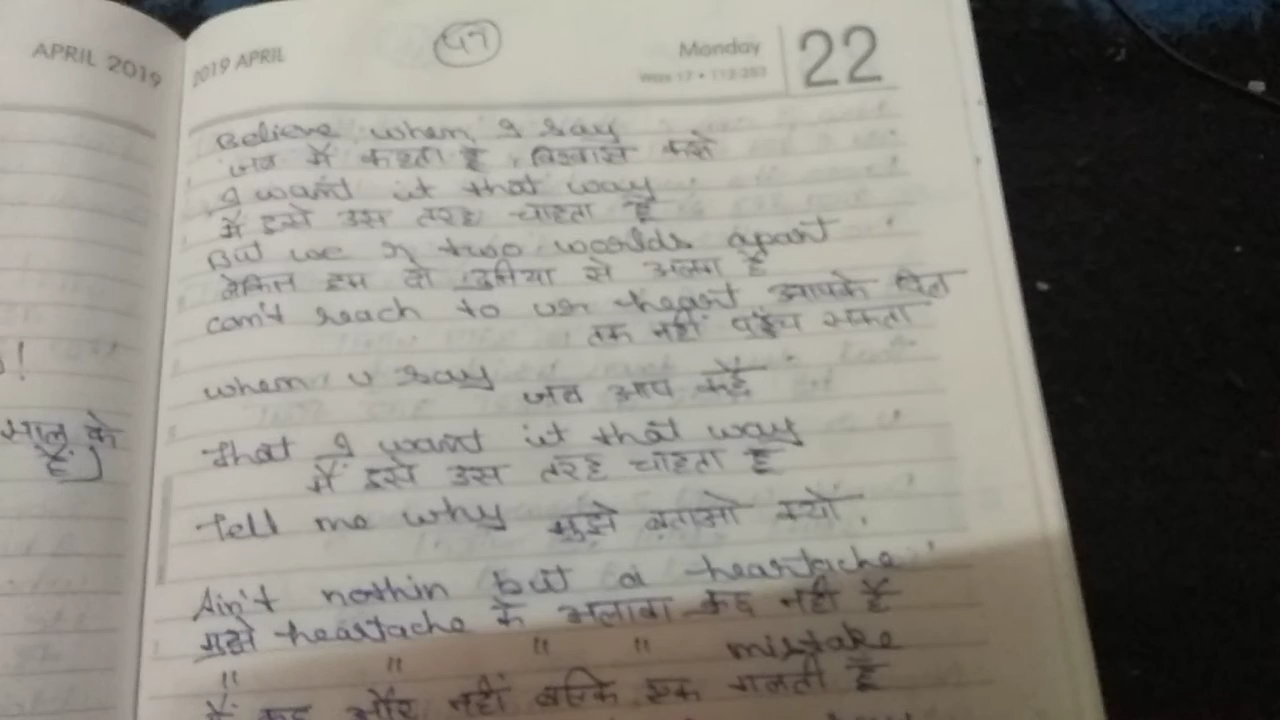 APRIL 2019
2019 APRIL
47
Monday
22
Believe when I say
जब मैं कहता हूँ विश्वास करो
I want it that way
मैं इसे उस तरह चाहता हूँ
But we r two worlds apart
लेकिन हम दो दुनिया से अलग हैं
can't reach to ur heart आपके दिल
तक नहीं पहुँच सकता
when u say जब आप कहें
that I want it that way
मैं इसे उस तरह चाहता हूँ
Tell me why मुझे बताओ क्यों
Ain't nothin but a heartache
मुझे heartache के अलावा कुछ नहीं है
" " " " mistake
में कुछ और नहीं बल्कि एक गलती है
साल के
हैं)